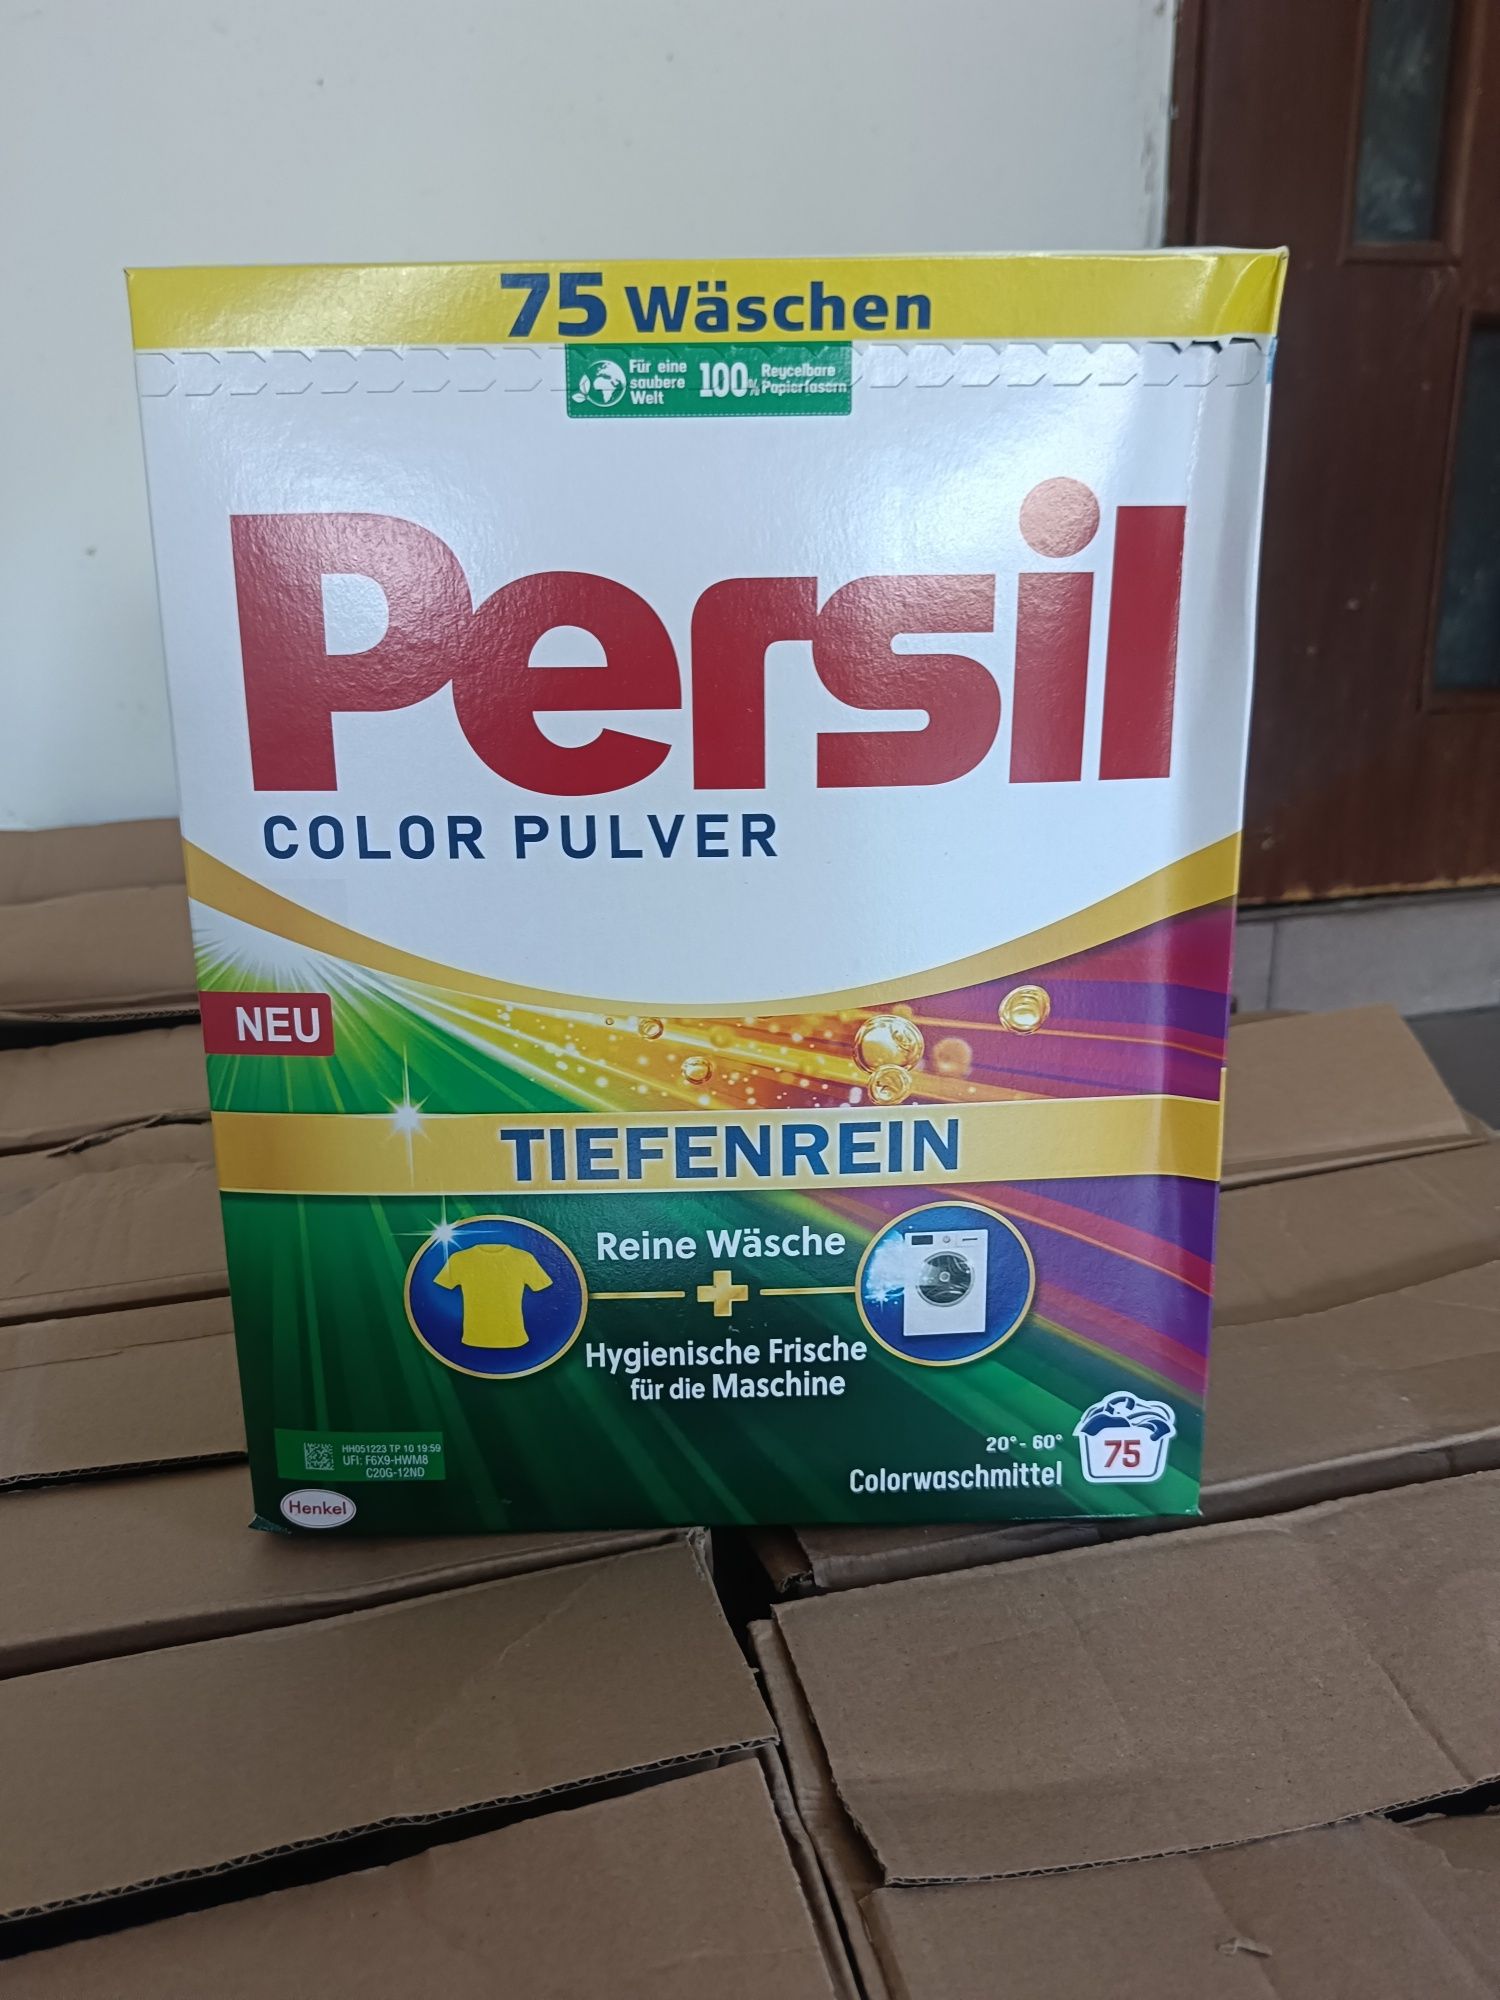 75 Wäschen
Für eine
saubere
Welt
100% Reycelbare
Papierfasern
Persil
COLOR PULVER
NEU
TIEFENREIN
Reine Wäsche
+
Hygienische Frische
für die Maschine
HH051223 TP 10 19:59
UFI: F6X9-HWM8
C20G-12ND
Henkel
20°- 60°
Colorwaschmittel
75